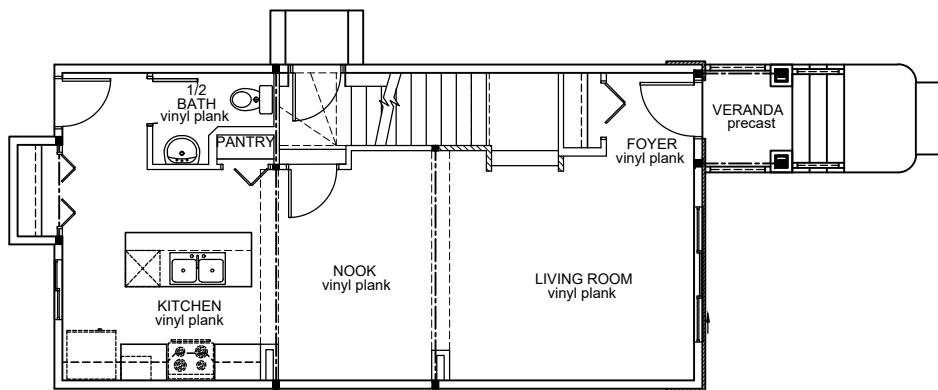 1/2
BATH
vinyl plank
PANTRY
VERANDA
precast
FOYER
vinyl plank
NOOK
vinyl plank
LIVING ROOM
vinyl plank
KITCHEN
vinyl plank